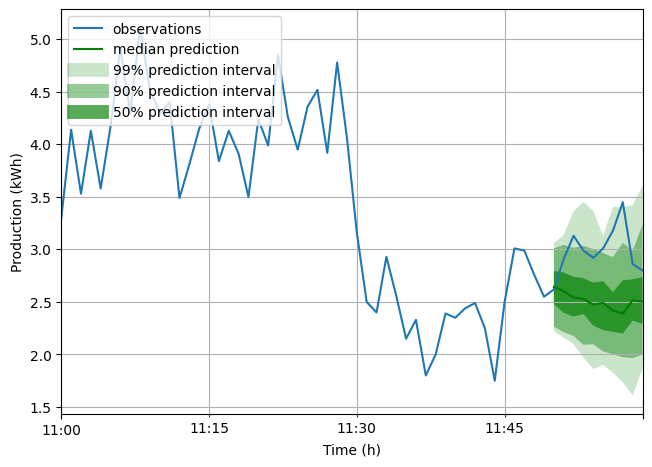 observations
median prediction
99% prediction interval
90% prediction interval
50% prediction interval
5.0
4.5
4.0
3.5
3.0
2.5
2.0
1.5
Production (kWh)
11:00
11:15
11:30
11:45
Time (h)